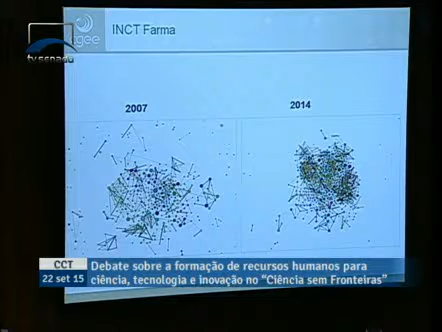 cgee
INCT Farma
tv senado
2007
2014
CCT
22 set 15
Debate sobre a formação de recursos humanos para
ciência, tecnologia e inovação no "Ciência sem Fronteiras"